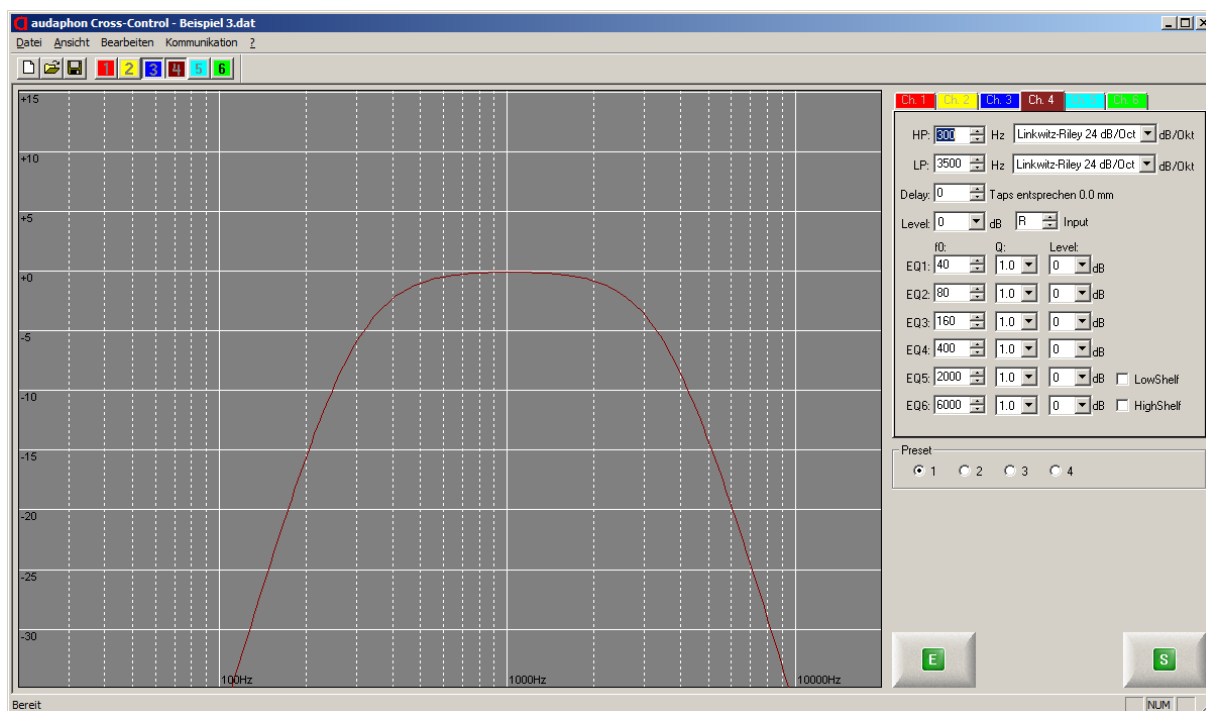 audaphon Cross-Control - Beispiel 3.dat
Datei Ansicht Bearbeiten Kommunikation ?
1 2 3 4 5 6
+15
+10
+5
+0
-5
-10
-15
-20
-25
-30
100Hz 1000Hz 10000Hz
Ch. 1 Ch. 2 Ch. 3 Ch. 4 Ch. 6
HP: 300 Hz Linkwitz-Riley 24 dB/Oct dB/Okt
LP: 3500 Hz Linkwitz-Riley 24 dB/Oct dB/Okt
Delay: 0 Taps entsprechen 0.0 mm
Level: 0 dB R Input
f0: Q: Level:
EQ1: 40 1.0 0 dB
EQ2: 80 1.0 0 dB
EQ3: 160 1.0 0 dB
EQ4: 400 1.0 0 dB
EQ5: 2000 1.0 0 dB LowShelf
EQ6: 6000 1.0 0 dB HighShelf
Preset
1 2 3 4
E S
Bereit NUM